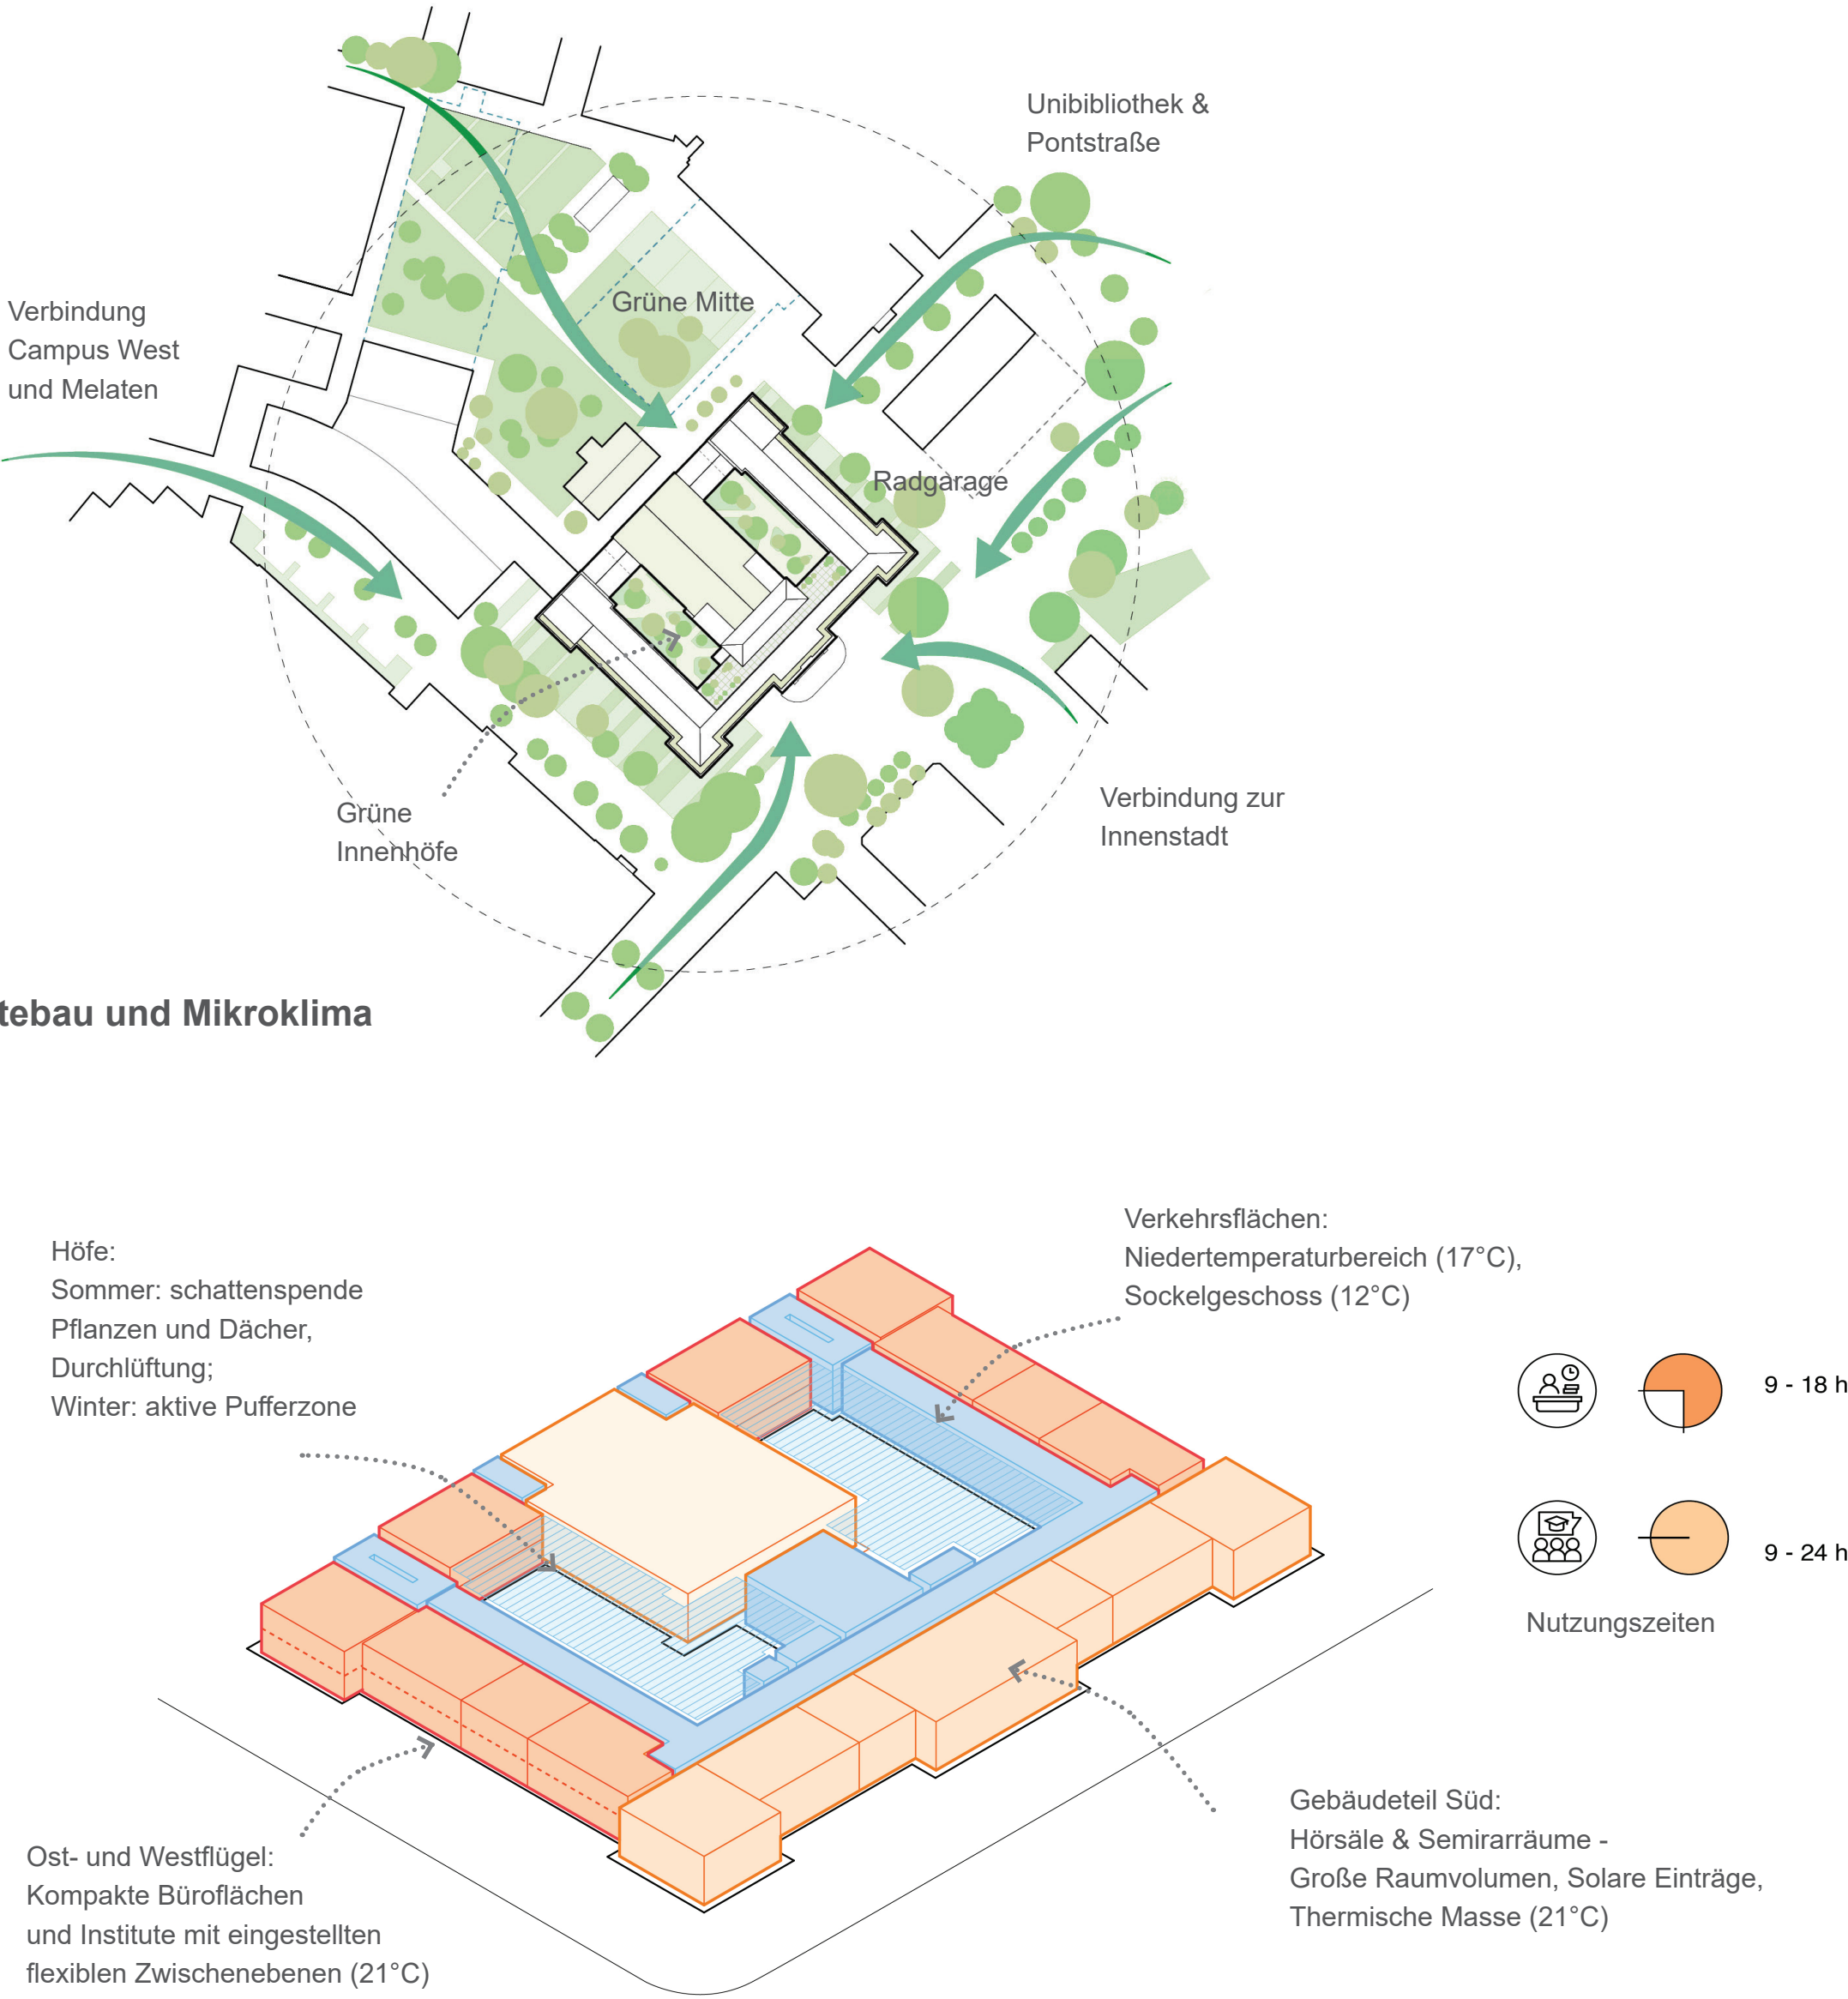 Unibibliothek &
Pontstraße
Verbindung
Campus West
und Melaten
Grüne Mitte
Radgarage
Grüne
Innenhöfe
Verbindung zur
Innenstadt
tebau und Mikroklima
Höfe:
Sommer: schattenspende
Pflanzen und Dächer,
Durchlüftung;
Winter: aktive Pufferzone
Verkehrsflächen:
Niedertemperaturbereich (17°C),
Sockelgeschoss (12°C)
9 - 18 h
9 - 24 h
Nutzungszeiten
Ost- und Westflügel:
Kompakte Büroflächen
und Institute mit eingestellten
flexiblen Zwischenebenen (21°C)
Gebäudeteil Süd:
Hörsäle & Semirarräume -
Große Raumvolumen, Solare Einträge,
Thermische Masse (21°C)